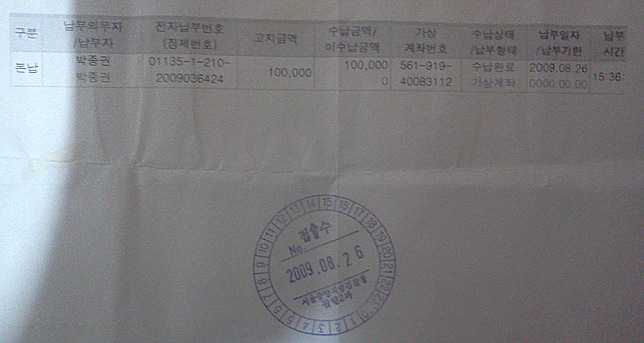 구분 납부의무자 전자납부번호 고지금액 수납금액/ 가상 수납상태 납부일자 납부
/납부자 (징제번호) 미수납금액 계좌번호 /납부형태 /납부기한 시간
본납 박종권 01135-1-210- 100,000 100,000 561-919- 수납완료 2009.08.26 15:36:
박종권 2009036424 0 40083112 가상계좌 0000.00.00
접수
No.
2009.08.26